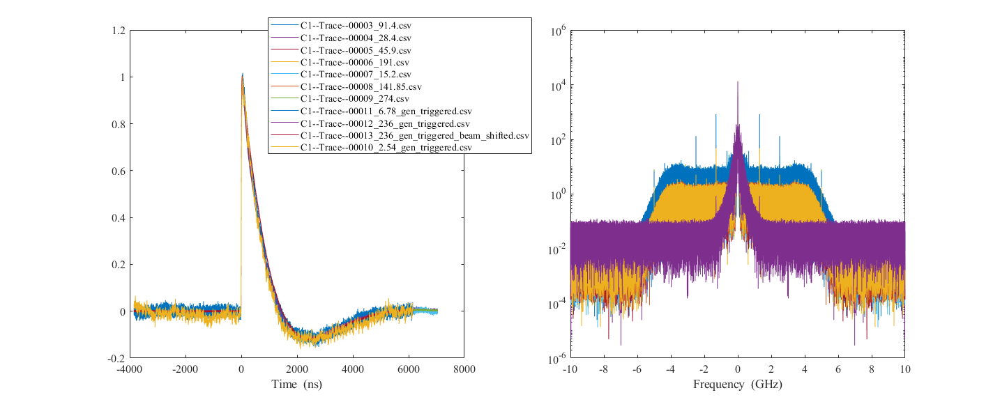 C1--Trace--00003_91.4.csv
C1--Trace--00004_28.4.csv
C1--Trace--00005_45.9.csv
C1--Trace--00006_191.csv
C1--Trace--00007_15.2.csv
C1--Trace--00008_141.85.csv
C1--Trace--00009_274.csv
C1--Trace--00011_6.78_gen_triggered.csv
C1--Trace--00012_236_gen_triggered.csv
C1--Trace--00013_236_gen_triggered_beam_shifted.csv
C1--Trace--00010_2.54_gen_triggered.csv
1.2
1
0.8
0.6
0.4
0.2
0
-0.2
-4000 -2000 0 2000 4000 6000 8000
Time (ns)
10^6
10^4
10^2
10^0
10^-2
10^-4
10^-6
-10 -8 -6 -4 -2 0 2 4 6 8 10
Frequency (GHz)